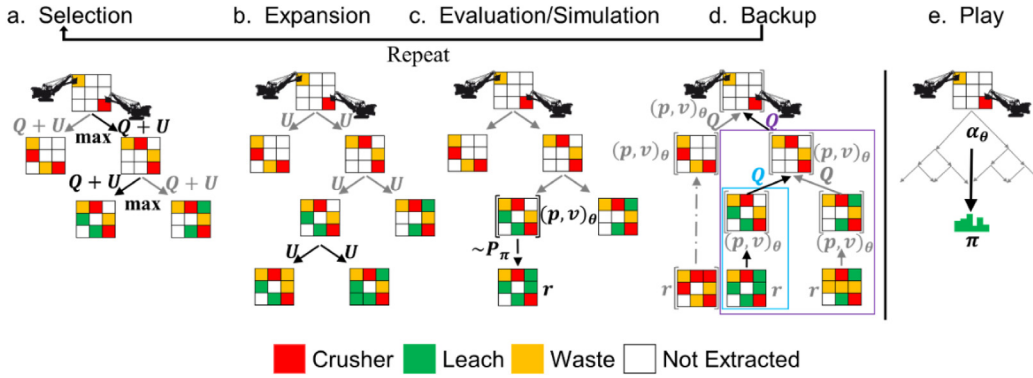 a. Selection
b. Expansion
c. Evaluation/Simulation
d. Backup
e. Play
Repeat
Q + U
max
Q + U
Q + U
max
Q + U
U
U
U
U
U
U
(p, v)θ
~Pπ
r
(p, v)θ
Q
Q
(p, v)θ
(p, v)θ
Q
Q
(p, v)θ
(p, v)θ
r
r
r
αθ
π
Crusher
Leach
Waste
Not Extracted